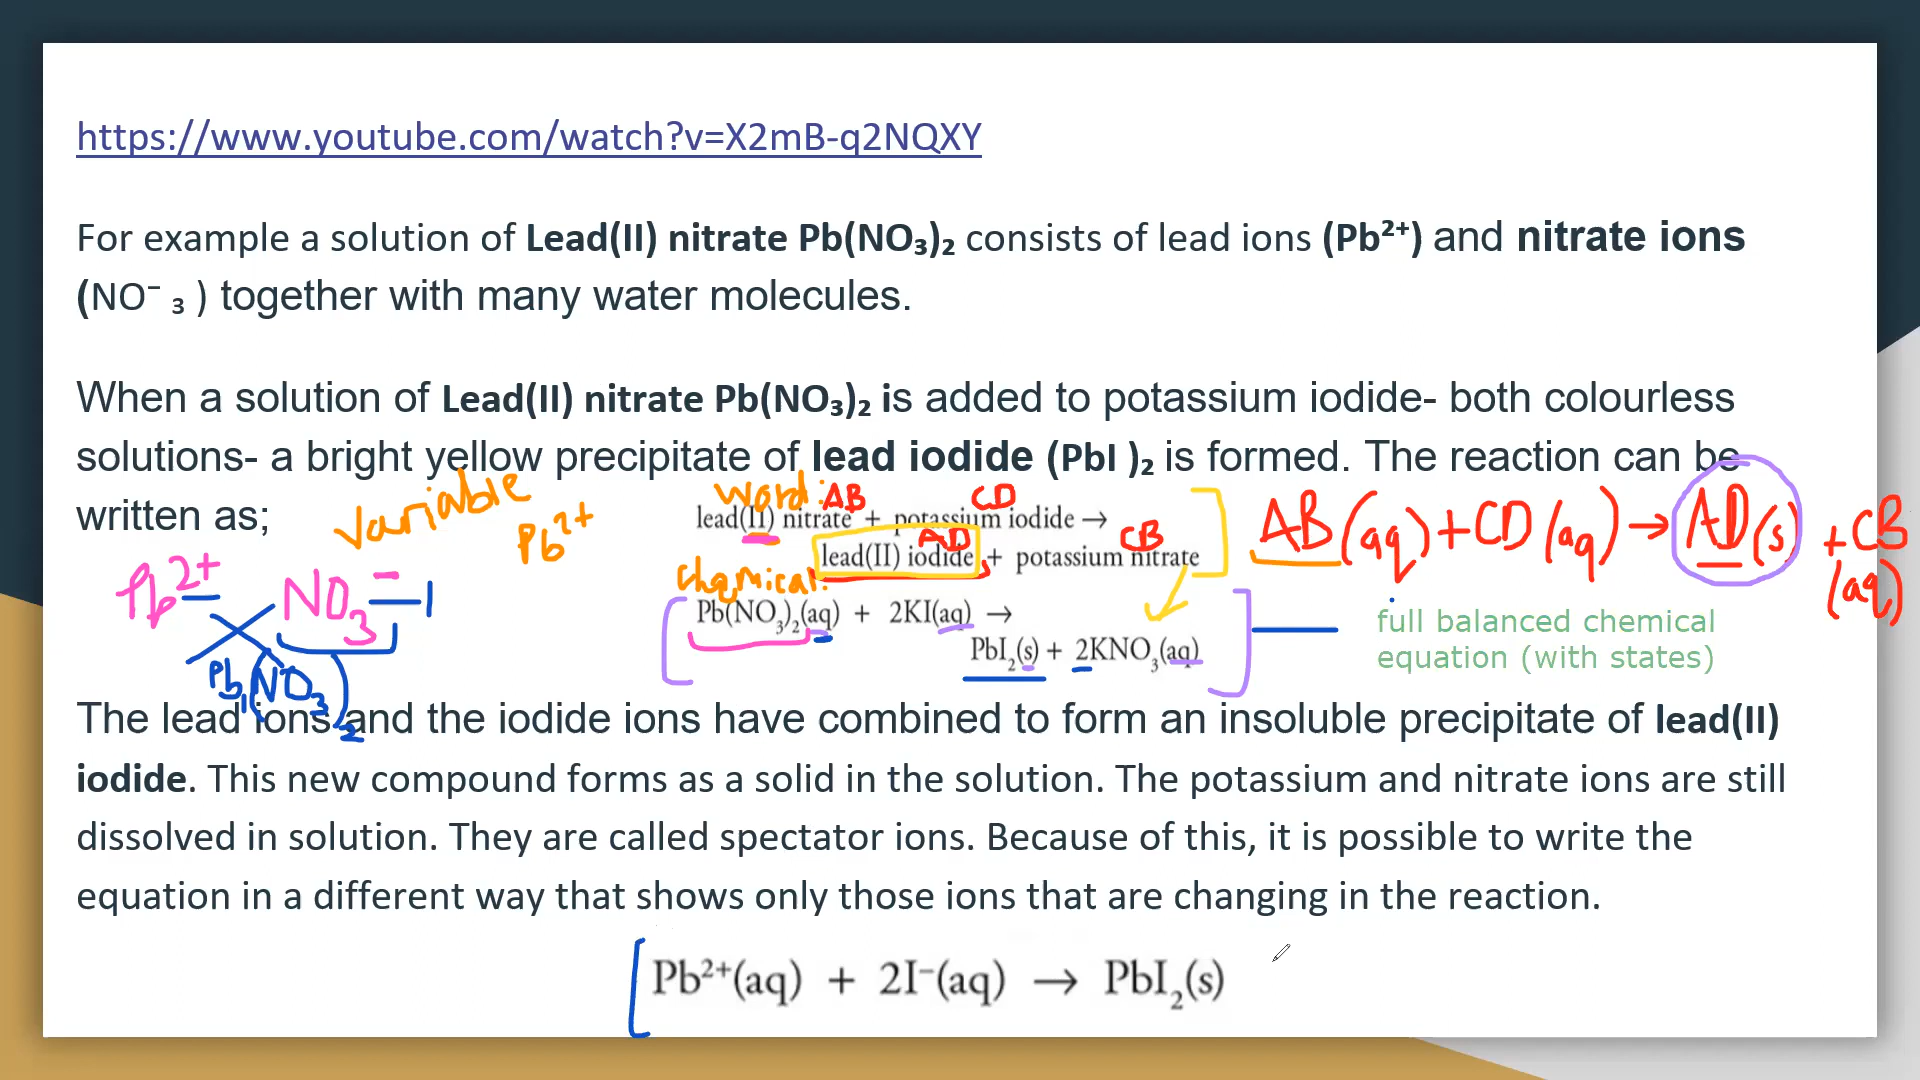 https://www.youtube.com/watch?v=X2mB-q2NQXY
For example a solution of Lead(II) nitrate Pb(NO₃)₂ consists of lead ions (Pb²⁺) and nitrate ions
(NO⁻ ₃ ) together with many water molecules.
When a solution of Lead(II) nitrate Pb(NO₃)₂ is added to potassium iodide- both colourless
solutions- a bright yellow precipitate of lead iodide (PbI )₂ is formed. The reaction can be
written as;
variable
Pb²⁺
Word: AB CD
lead(II) nitrate + potassium iodide →
AD CB
lead(II) iodide + potassium nitrate
AB(aq) + CD(aq) → AD(s) + CB
(aq)
Pb²⁺ NO₃⁻ –1
Pb₁(NO₃)₂
Chemical:
Pb(NO₃)₂(aq) + 2KI(aq) →
PbI₂(s) + 2KNO₃(aq)
full balanced chemical
equation (with states)
The lead ions and the iodide ions have combined to form an insoluble precipitate of lead(II)
iodide. This new compound forms as a solid in the solution. The potassium and nitrate ions are still
dissolved in solution. They are called spectator ions. Because of this, it is possible to write the
equation in a different way that shows only those ions that are changing in the reaction.
Pb²⁺(aq) + 2I⁻(aq) → PbI₂(s)